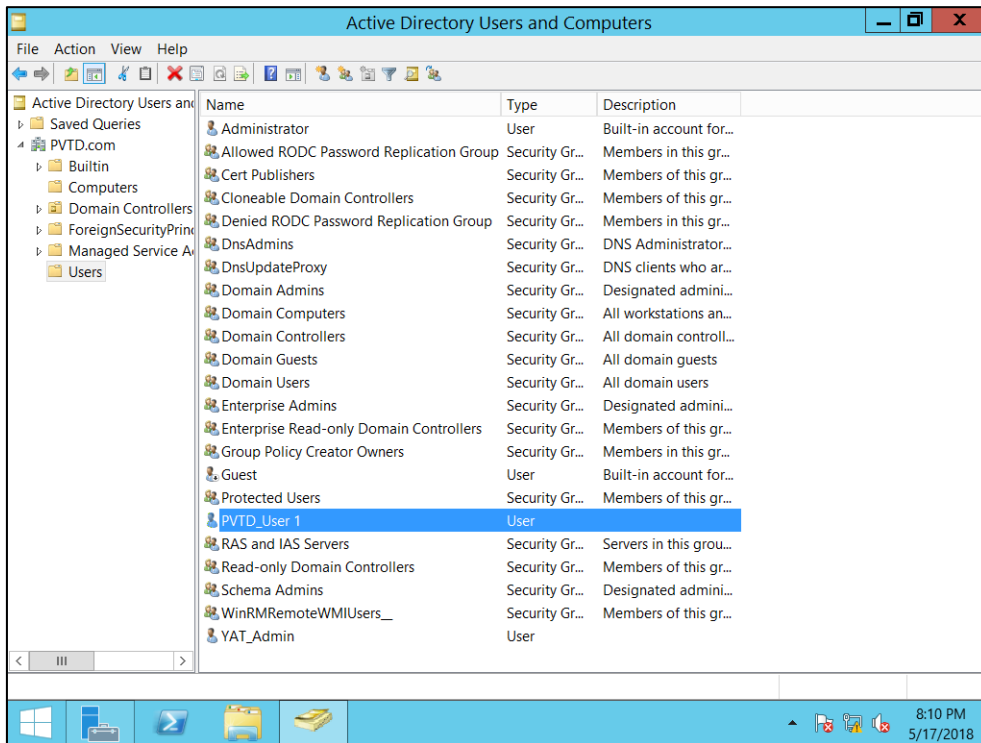 Active Directory Users and Computers
File Action View Help
Active Directory Users and
Saved Queries
PVTD.com
Builtin
Computers
Domain Controllers
ForeignSecurityPrinc
Managed Service A
Users
Name Type Description
Administrator User Built-in account for...
Allowed RODC Password Replication Group Security Gr... Members in this gr...
Cert Publishers Security Gr... Members of this gr...
Cloneable Domain Controllers Security Gr... Members of this gr...
Denied RODC Password Replication Group Security Gr... Members in this gr...
DnsAdmins Security Gr... DNS Administrator...
DnsUpdateProxy Security Gr... DNS clients who ar...
Domain Admins Security Gr... Designated admini...
Domain Computers Security Gr... All workstations an...
Domain Controllers Security Gr... All domain controll...
Domain Guests Security Gr... All domain guests
Domain Users Security Gr... All domain users
Enterprise Admins Security Gr... Designated admini...
Enterprise Read-only Domain Controllers Security Gr... Members of this gr...
Group Policy Creator Owners Security Gr... Members in this gr...
Guest User Built-in account for...
Protected Users Security Gr... Members of this gr...
PVTD_User 1 User
RAS and IAS Servers Security Gr... Servers in this grou...
Read-only Domain Controllers Security Gr... Members of this gr...
Schema Admins Security Gr... Designated admini...
WinRMRemoteWMIUsers__ Security Gr... Members of this gr...
YAT_Admin User
8:10 PM
5/17/2018